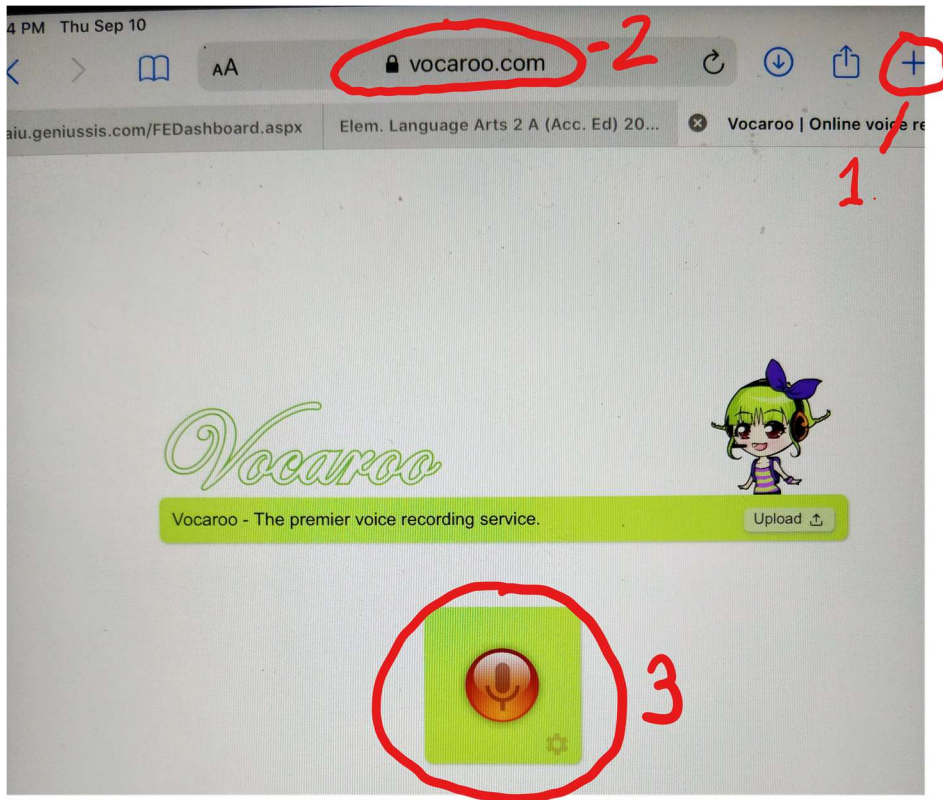 4 PM Thu Sep 10
AA vocaroo.com -2
aiu.geniussis.com/FEDashboard.aspx Elem. Language Arts 2 A (Acc. Ed) 20... Vocaroo | Online voice re
1.
Vocaroo
Vocaroo - The premier voice recording service. Upload
3